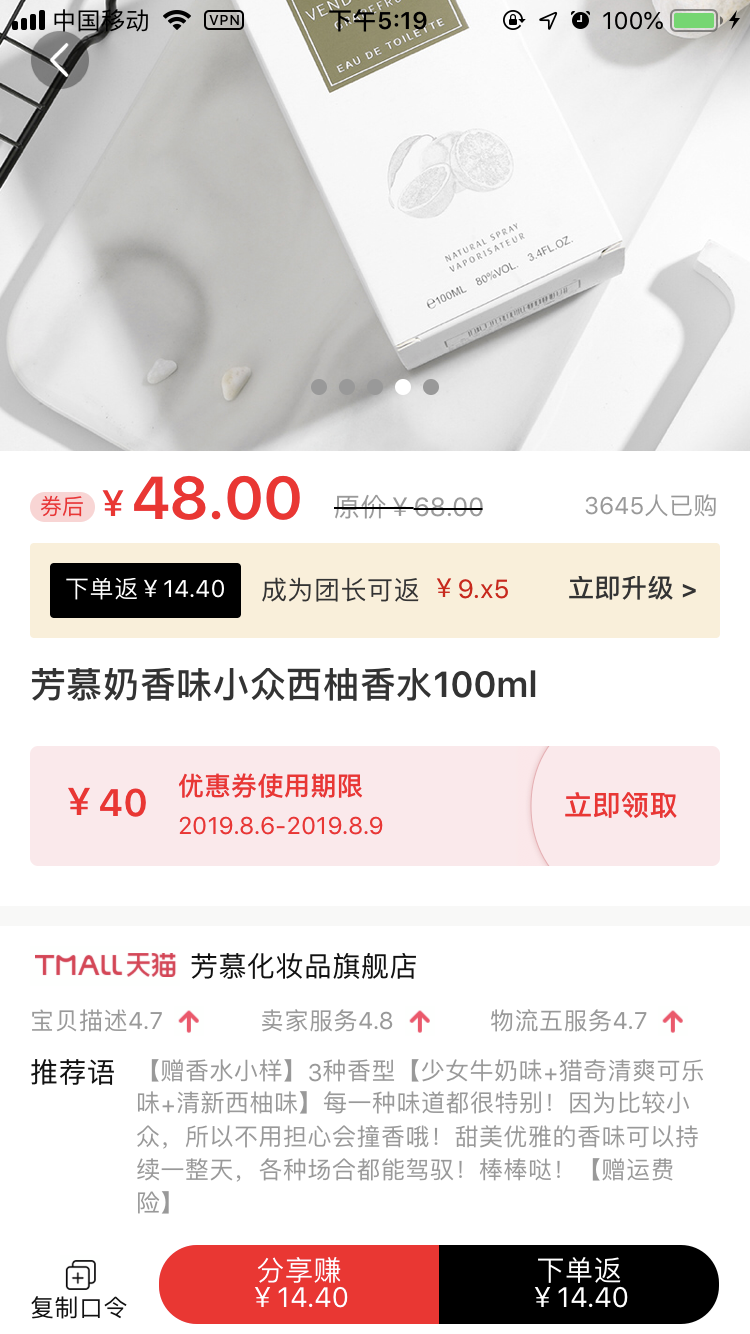 中国移动 VPN 下午5:19 100%
VEND
EAU DE TOILETTE
NATURAL SPRAY
VAPORISATEUR
℮100ML 80%VOL. 3.4FL.OZ.
券后 ¥48.00 原价¥68.00 3645人已购
下单返¥14.40 成为团长可返 ¥9.x5 立即升级 >
芳慕奶香味小众西柚香水100ml
¥40 优惠券使用期限 立即领取
2019.8.6-2019.8.9
TMALL天猫 芳慕化妆品旗舰店
宝贝描述4.7 卖家服务4.8 物流五服务4.7
推荐语 【赠香水小样】3种香型【少女牛奶味+猎奇清爽可乐
味+清新西柚味】每一种味道都很特别！因为比较小
众，所以不用担心会撞香哦！甜美优雅的香味可以持
续一整天，各种场合都能驾驭！棒棒哒！【赠运费
险】
复制口令
分享赚
¥14.40
下单返
¥14.40